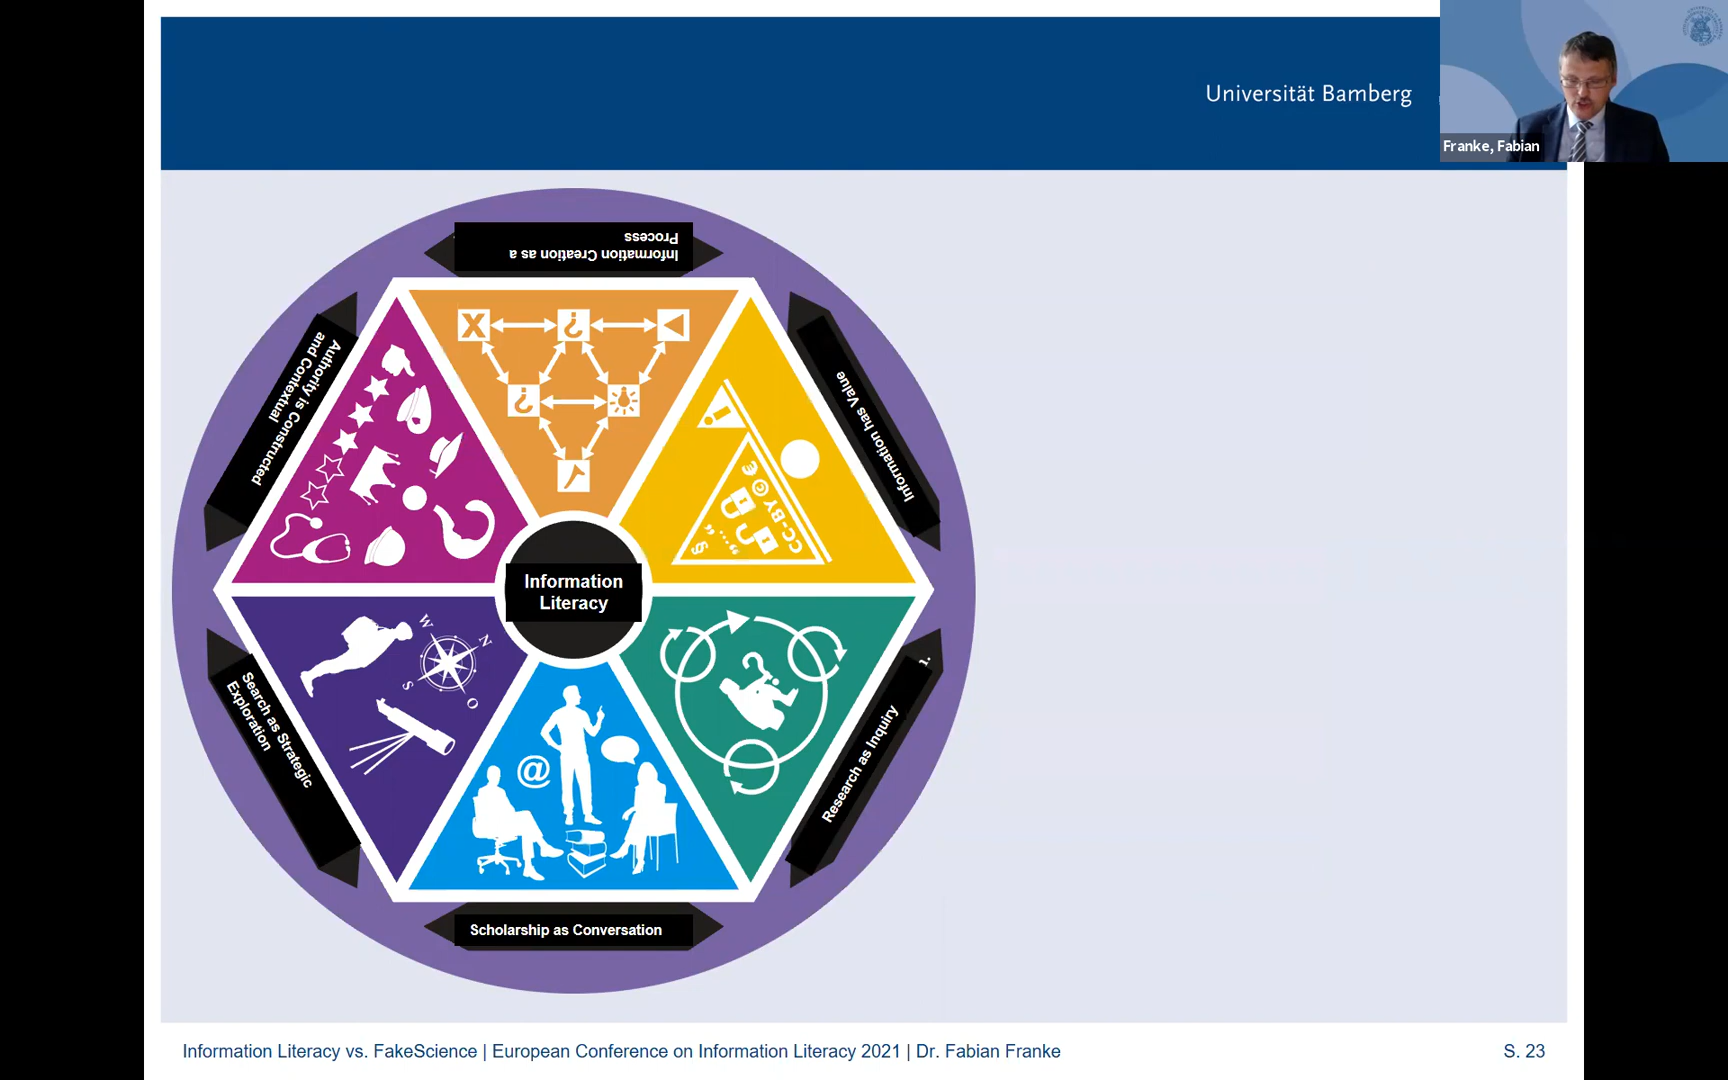 Universität Bamberg
Franke, Fabian
Information Creation as a
Process
Authority is Constructed
and Contextual
Information has Value
X
¿
¿
!
€
©
CC-BY
§
Information
Literacy
W
N
S
O
@
?
Search as Strategic
Exploration
Research as Inquiry
Scholarship as Conversation
Information Literacy vs. FakeScience | European Conference on Information Literacy 2021 | Dr. Fabian Franke
S. 23